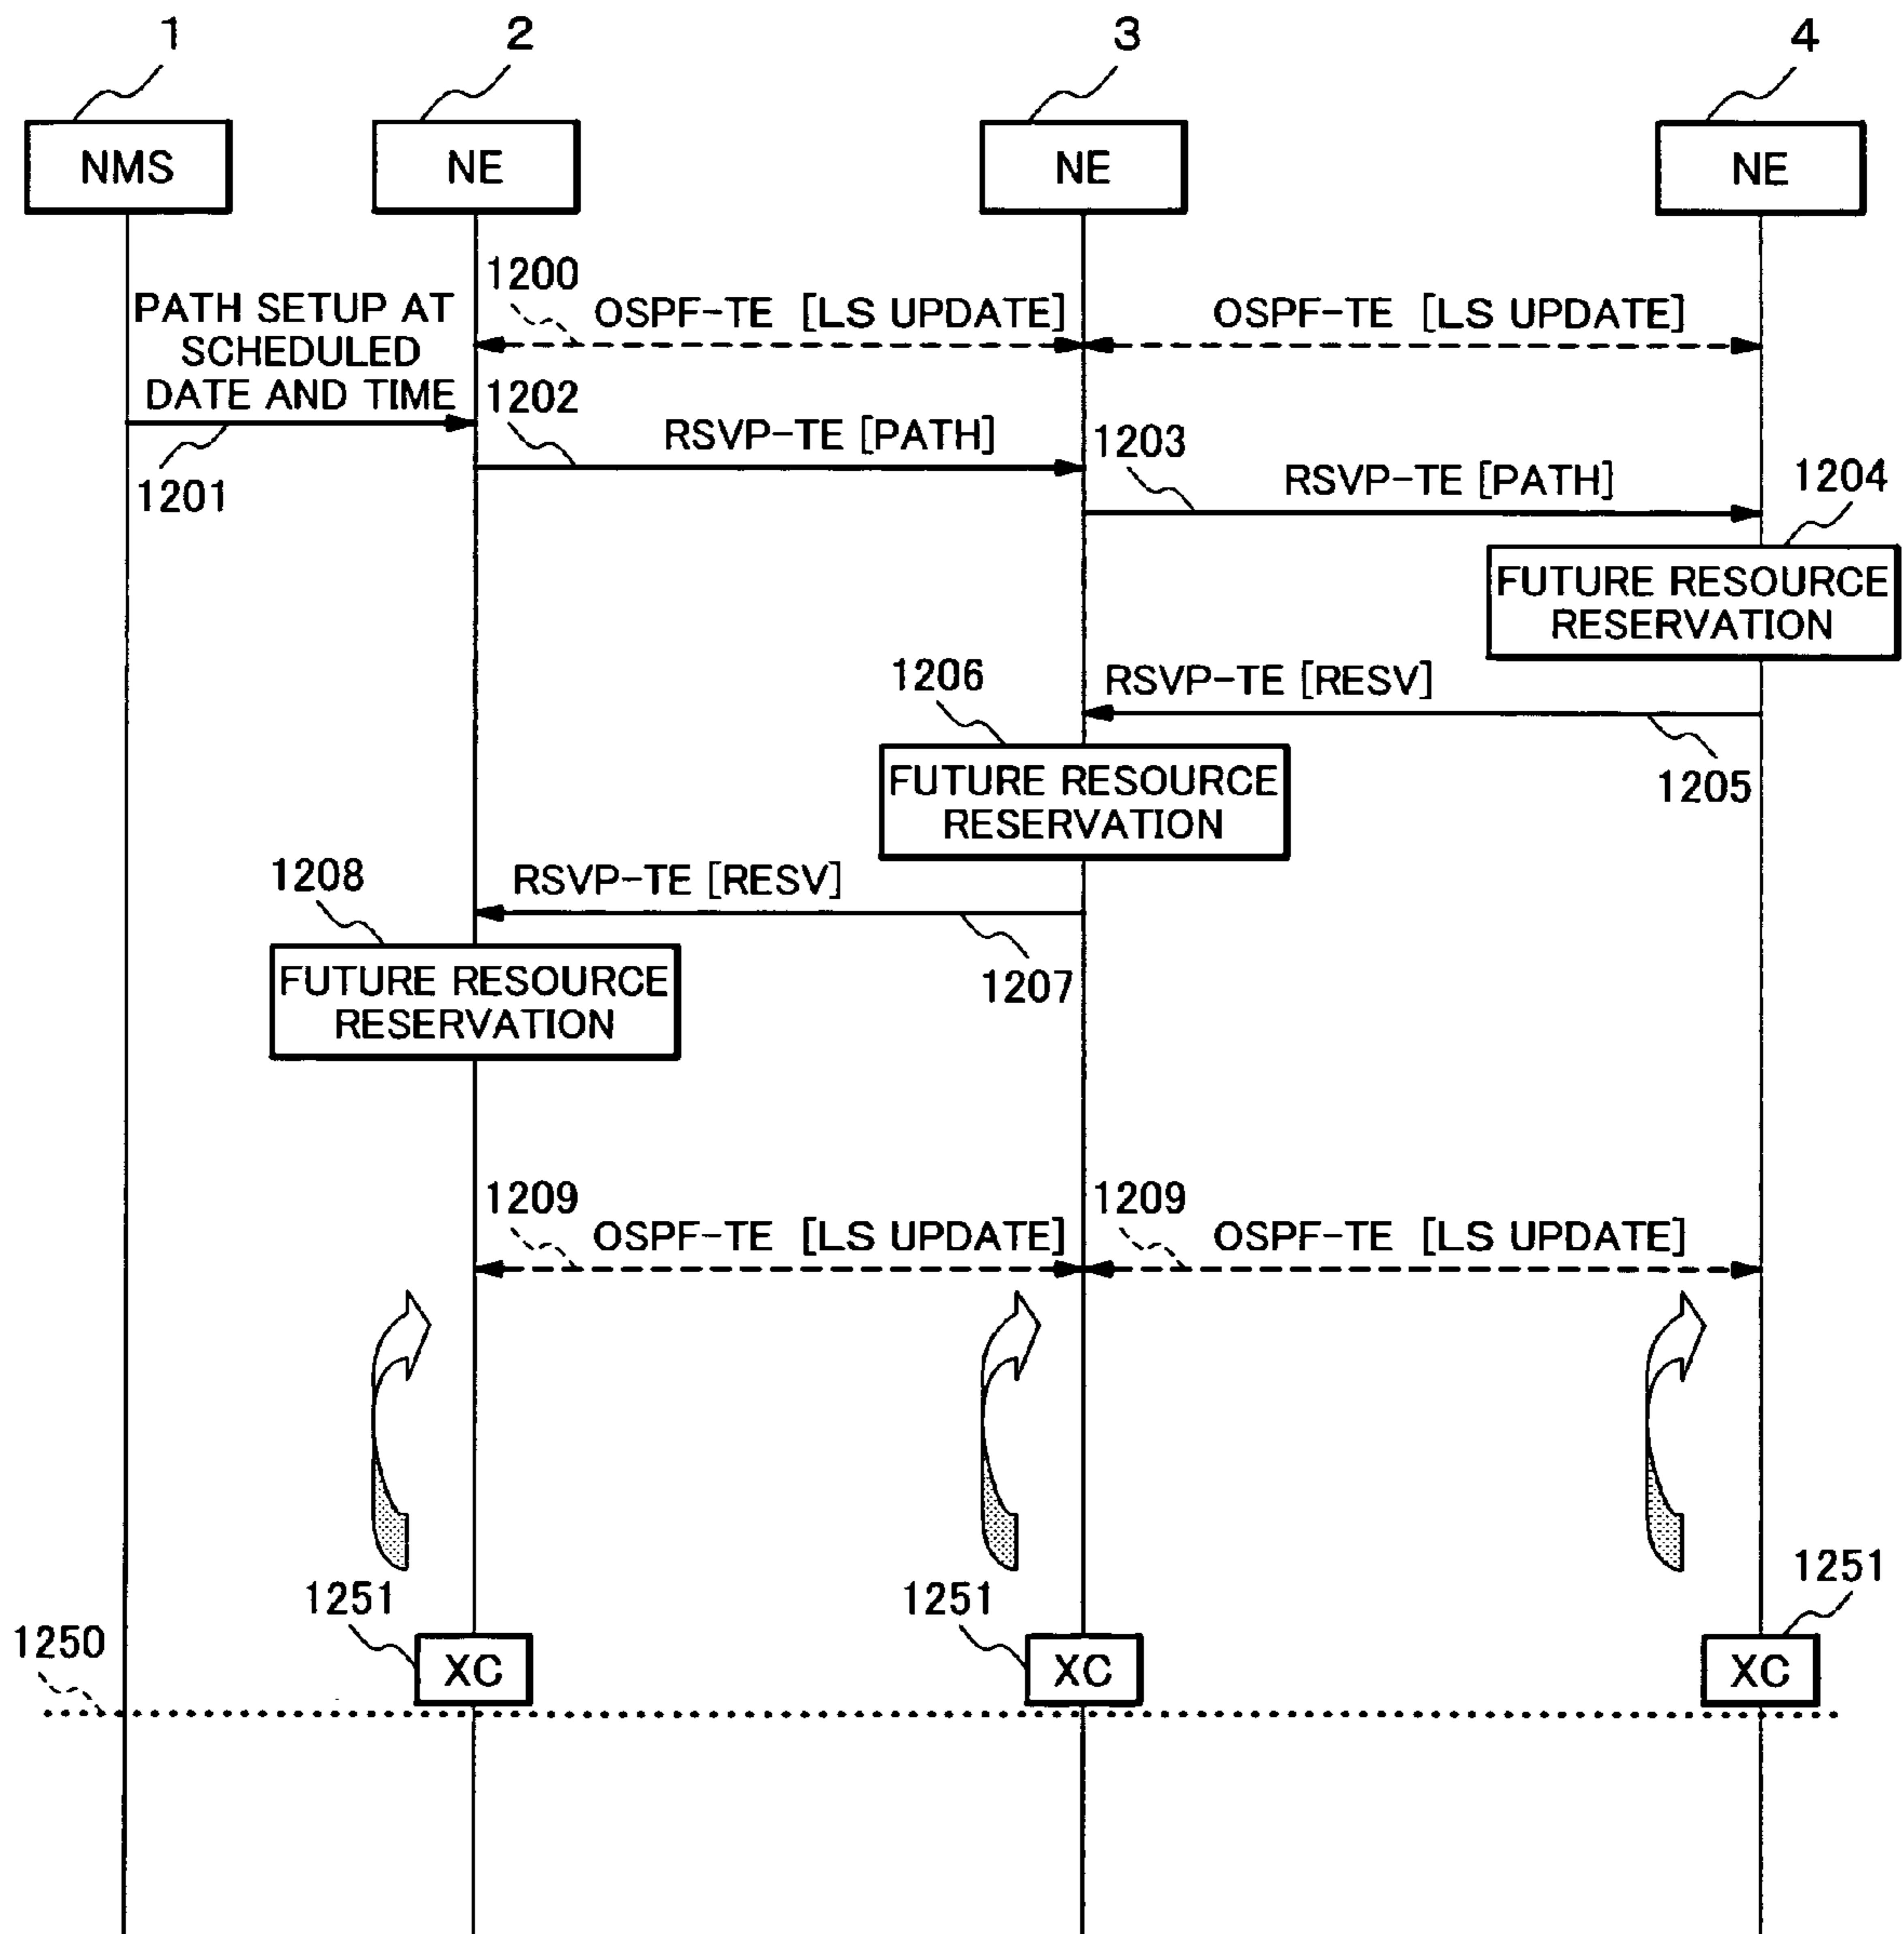 1
2
3
4
NMS
NE
NE
NE
1200
OSPF-TE [LS UPDATE]
OSPF-TE [LS UPDATE]
PATH SETUP AT
SCHEDULED
DATE AND TIME
1201
1202
RSVP-TE [PATH]
1203
RSVP-TE [PATH]
1204
FUTURE RESOURCE
RESERVATION
RSVP-TE [RESV]
1205
1206
FUTURE RESOURCE
RESERVATION
RSVP-TE [RESV]
1207
1208
FUTURE RESOURCE
RESERVATION
1209
OSPF-TE [LS UPDATE]
1209
OSPF-TE [LS UPDATE]
1251
1251
1251
1250
XC
XC
XC